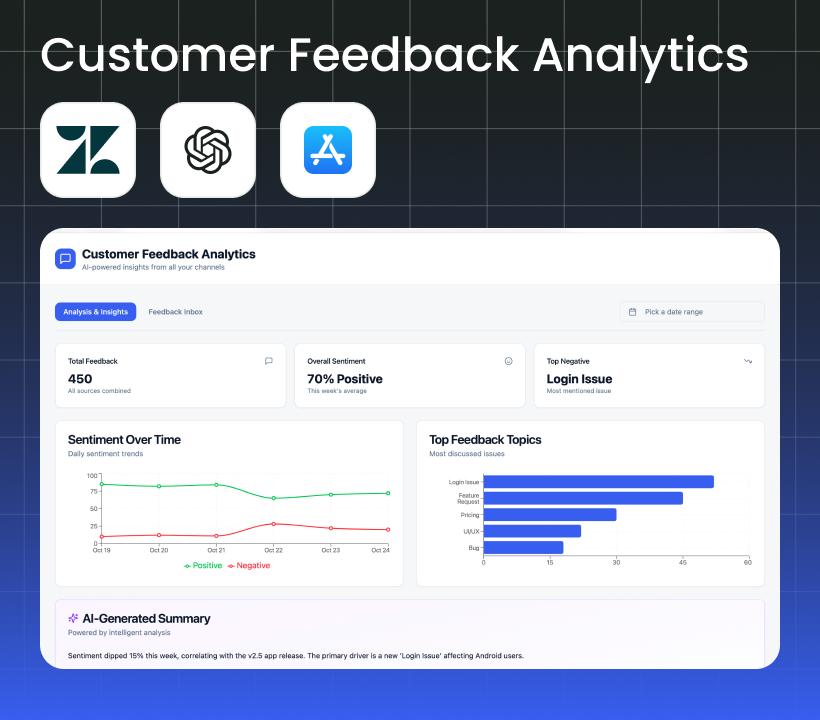 Customer Feedback Analytics
Customer Feedback Analytics
AI-powered insights from all your channels
Analysis & Insights
Feedback Inbox
Pick a date range
Total Feedback
450
All sources combined
Overall Sentiment
70% Positive
This week's average
Top Negative
Login Issue
Most mentioned issue
Sentiment Over Time
Daily sentiment trends
100
75
50
25
0
Oct 19 Oct 20 Oct 21 Oct 22 Oct 23 Oct 24
Positive Negative
Top Feedback Topics
Most discussed issues
Login Issue
Feature
Request
Pricing
UI/UX
Bug
0 15 30 45 60
AI-Generated Summary
Powered by intelligent analysis
Sentiment dipped 15% this week, correlating with the v2.5 app release. The primary driver is a new 'Login Issue' affecting Android users.